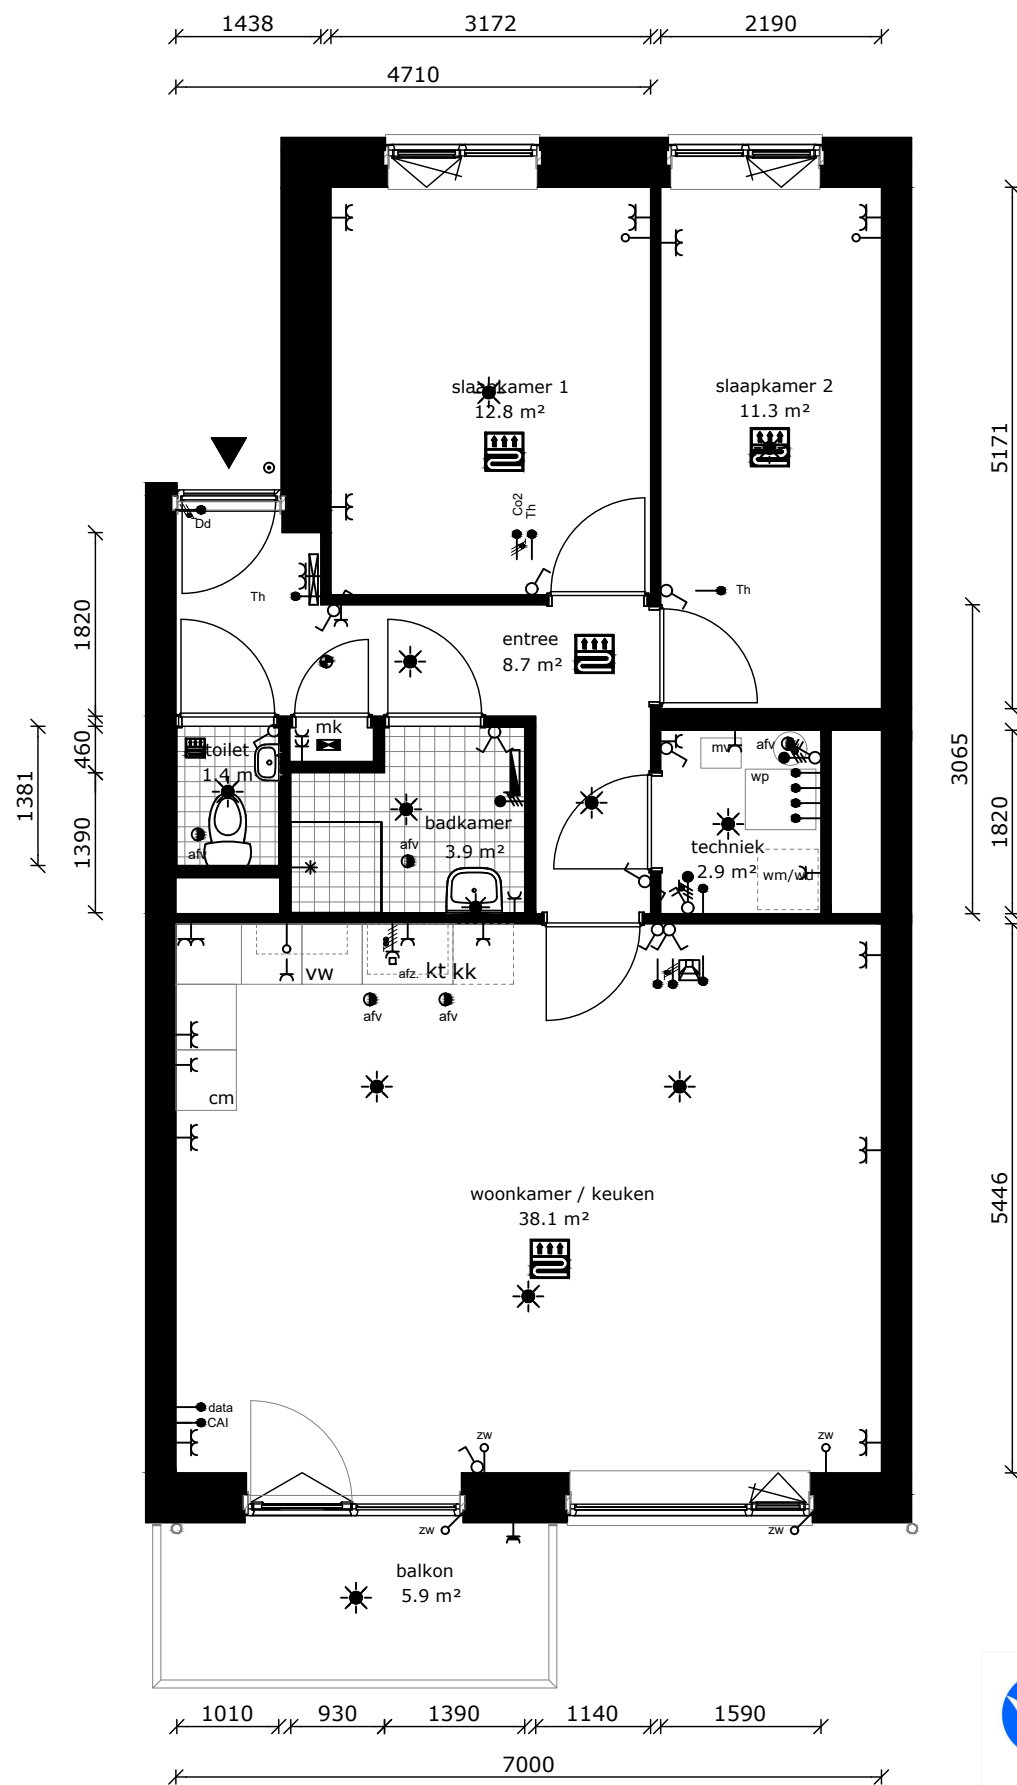 1438 3172 2190
4710
slaapkamer 1
12.8 m²
slaapkamer 2
11.3 m²
5171
Co2
Th
Dd
Th
Th
1820
entree
8.7 m²
3065
mk
mv
afv
460
toilet
1.4 m
wp
1381
1390
badkamer
3.9 m²
afv
afv
techniek
2.9 m²
wm/wd
1820
vw
afz.
kt kk
afv
afv
cm
woonkamer / keuken
38.1 m²
5446
data
CAI
zw
zw
zw
zw
balkon
5.9 m²
1010 930 1390 1140 1590
7000